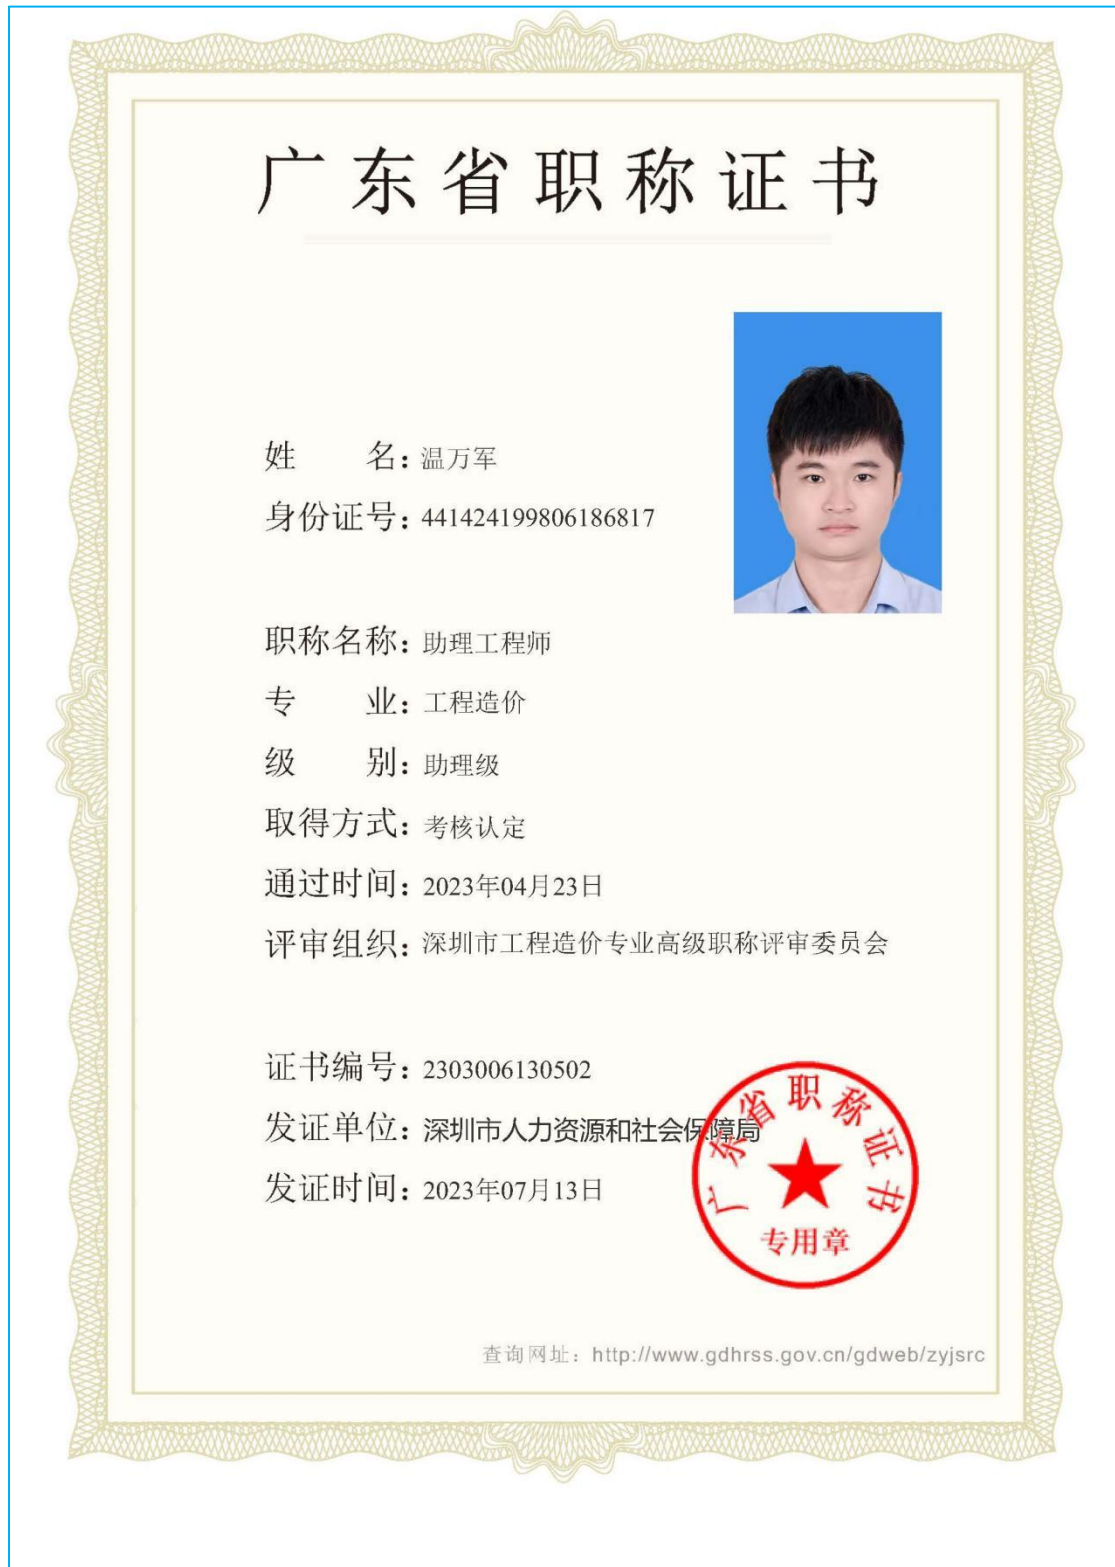 广东省职称证书
姓 名：温万军
身份证号：441424199806186817
职称名称：助理工程师
专 业：工程造价
级 别：助理级
取得方式：考核认定
通过时间：2023年04月23日
评审组织：深圳市工程造价专业高级职称评审委员会
证书编号：2303006130502
发证单位：深圳市人力资源和社会保障局
发证时间：2023年07月13日
广东省职称证书
专用章
查询网址：http://www.gdhrss.gov.cn/gdweb/zyjsrc